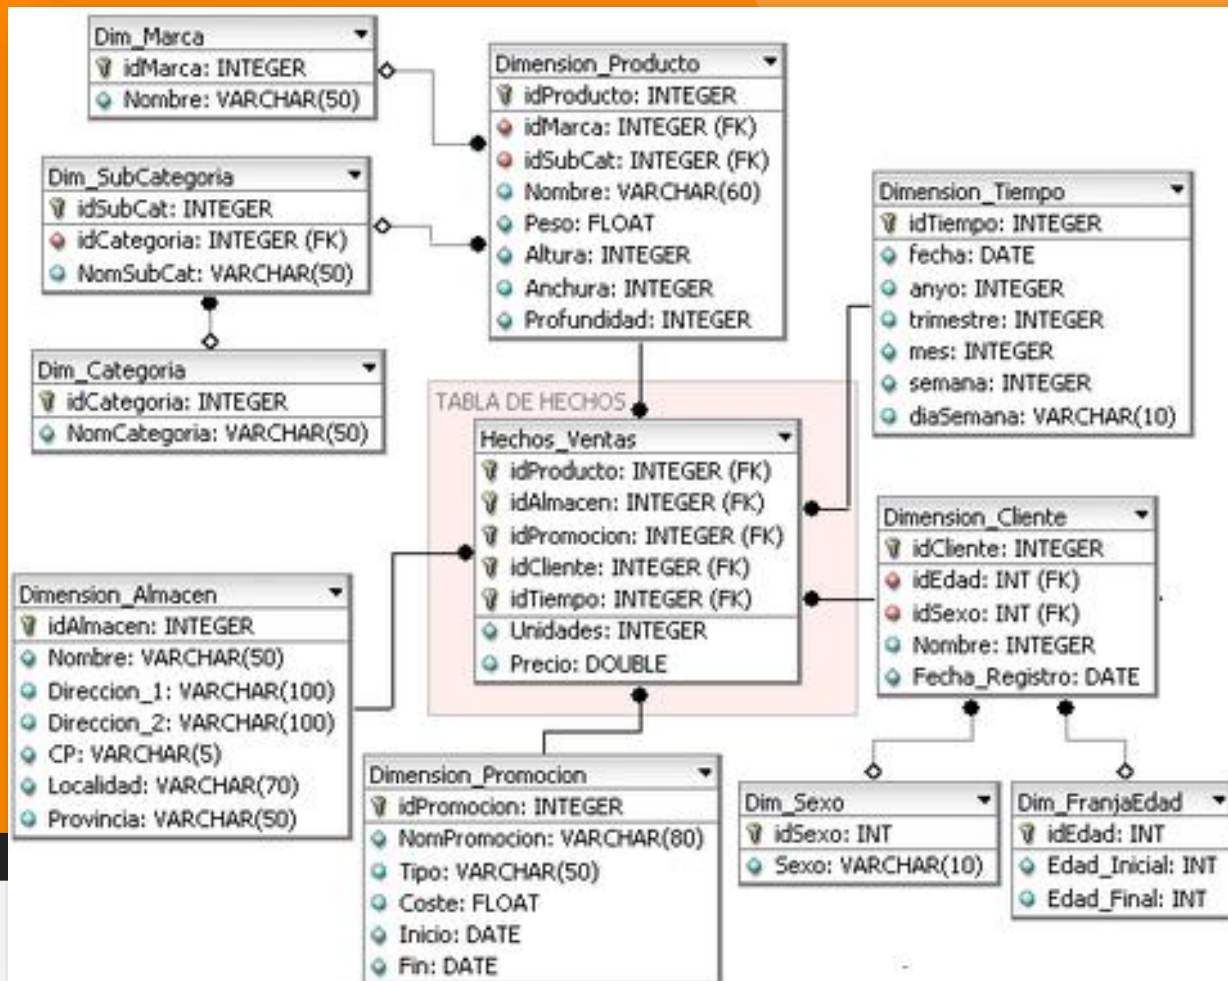 Dim_Marca
idMarca: INTEGER
Nombre: VARCHAR(50)
Dim_SubCategoria
idSubCat: INTEGER
idCategoria: INTEGER (FK)
NomSubCat: VARCHAR(50)
Dim_Categoria
idCategoria: INTEGER
NomCategoria: VARCHAR(50)
Dimension_Producto
idProducto: INTEGER
idMarca: INTEGER (FK)
idSubCat: INTEGER (FK)
Nombre: VARCHAR(60)
Peso: FLOAT
Altura: INTEGER
Anchura: INTEGER
Profundidad: INTEGER
Dimension_Tiempo
idTiempo: INTEGER
fecha: DATE
anyo: INTEGER
trimestre: INTEGER
mes: INTEGER
semana: INTEGER
diaSemana: VARCHAR(10)
TABLA DE HECHOS
Hechos_Ventas
idProducto: INTEGER (FK)
idAlmacen: INTEGER (FK)
idPromocion: INTEGER (FK)
idCliente: INTEGER (FK)
idTiempo: INTEGER (FK)
Unidades: INTEGER
Precio: DOUBLE
Dimension_Cliente
idCliente: INTEGER
idEdad: INT (FK)
idSexo: INT (FK)
Nombre: INTEGER
Fecha_Registro: DATE
Dimension_Almacen
idAlmacen: INTEGER
Nombre: VARCHAR(50)
Direccion_1: VARCHAR(100)
Direccion_2: VARCHAR(100)
CP: VARCHAR(5)
Localidad: VARCHAR(70)
Provincia: VARCHAR(50)
Dimension_Promocion
idPromocion: INTEGER
NomPromocion: VARCHAR(80)
Tipo: VARCHAR(50)
Coste: FLOAT
Inicio: DATE
Fin: DATE
Dim_Sexo
idSexo: INT
Sexo: VARCHAR(10)
Dim_FranjaEdad
idEdad: INT
Edad_Inicial: INT
Edad_Final: INT